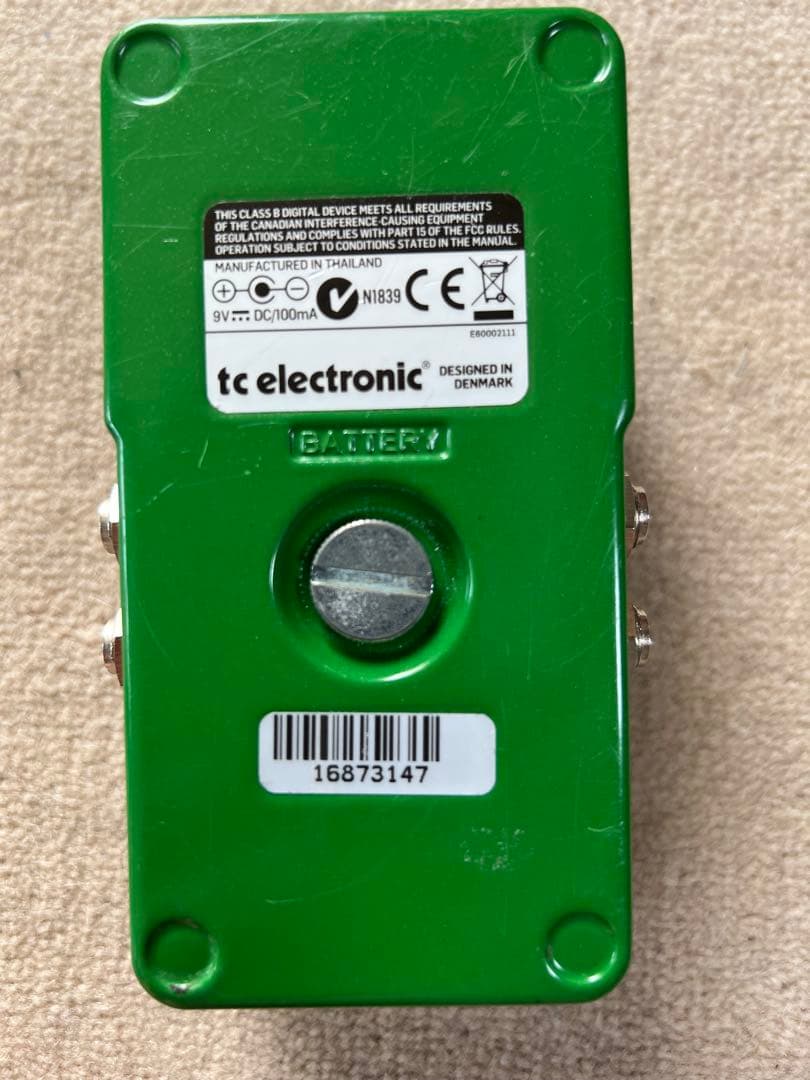 THIS CLASS B DIGITAL DEVICE MEETS ALL REQUIREMENTS
OF THE CANADIAN INTERFERENCE-CAUSING EQUIPMENT
REGULATIONS AND COMPLIES WITH PART 15 OF THE FCC RULES.
OPERATION SUBJECT TO CONDITIONS STATED IN THE MANUAL.
MANUFACTURED IN THAILAND
N1839 CE
9V DC/100mA
E60002111
tc electronic® DESIGNED IN
DENMARK
BATTERY
16873147